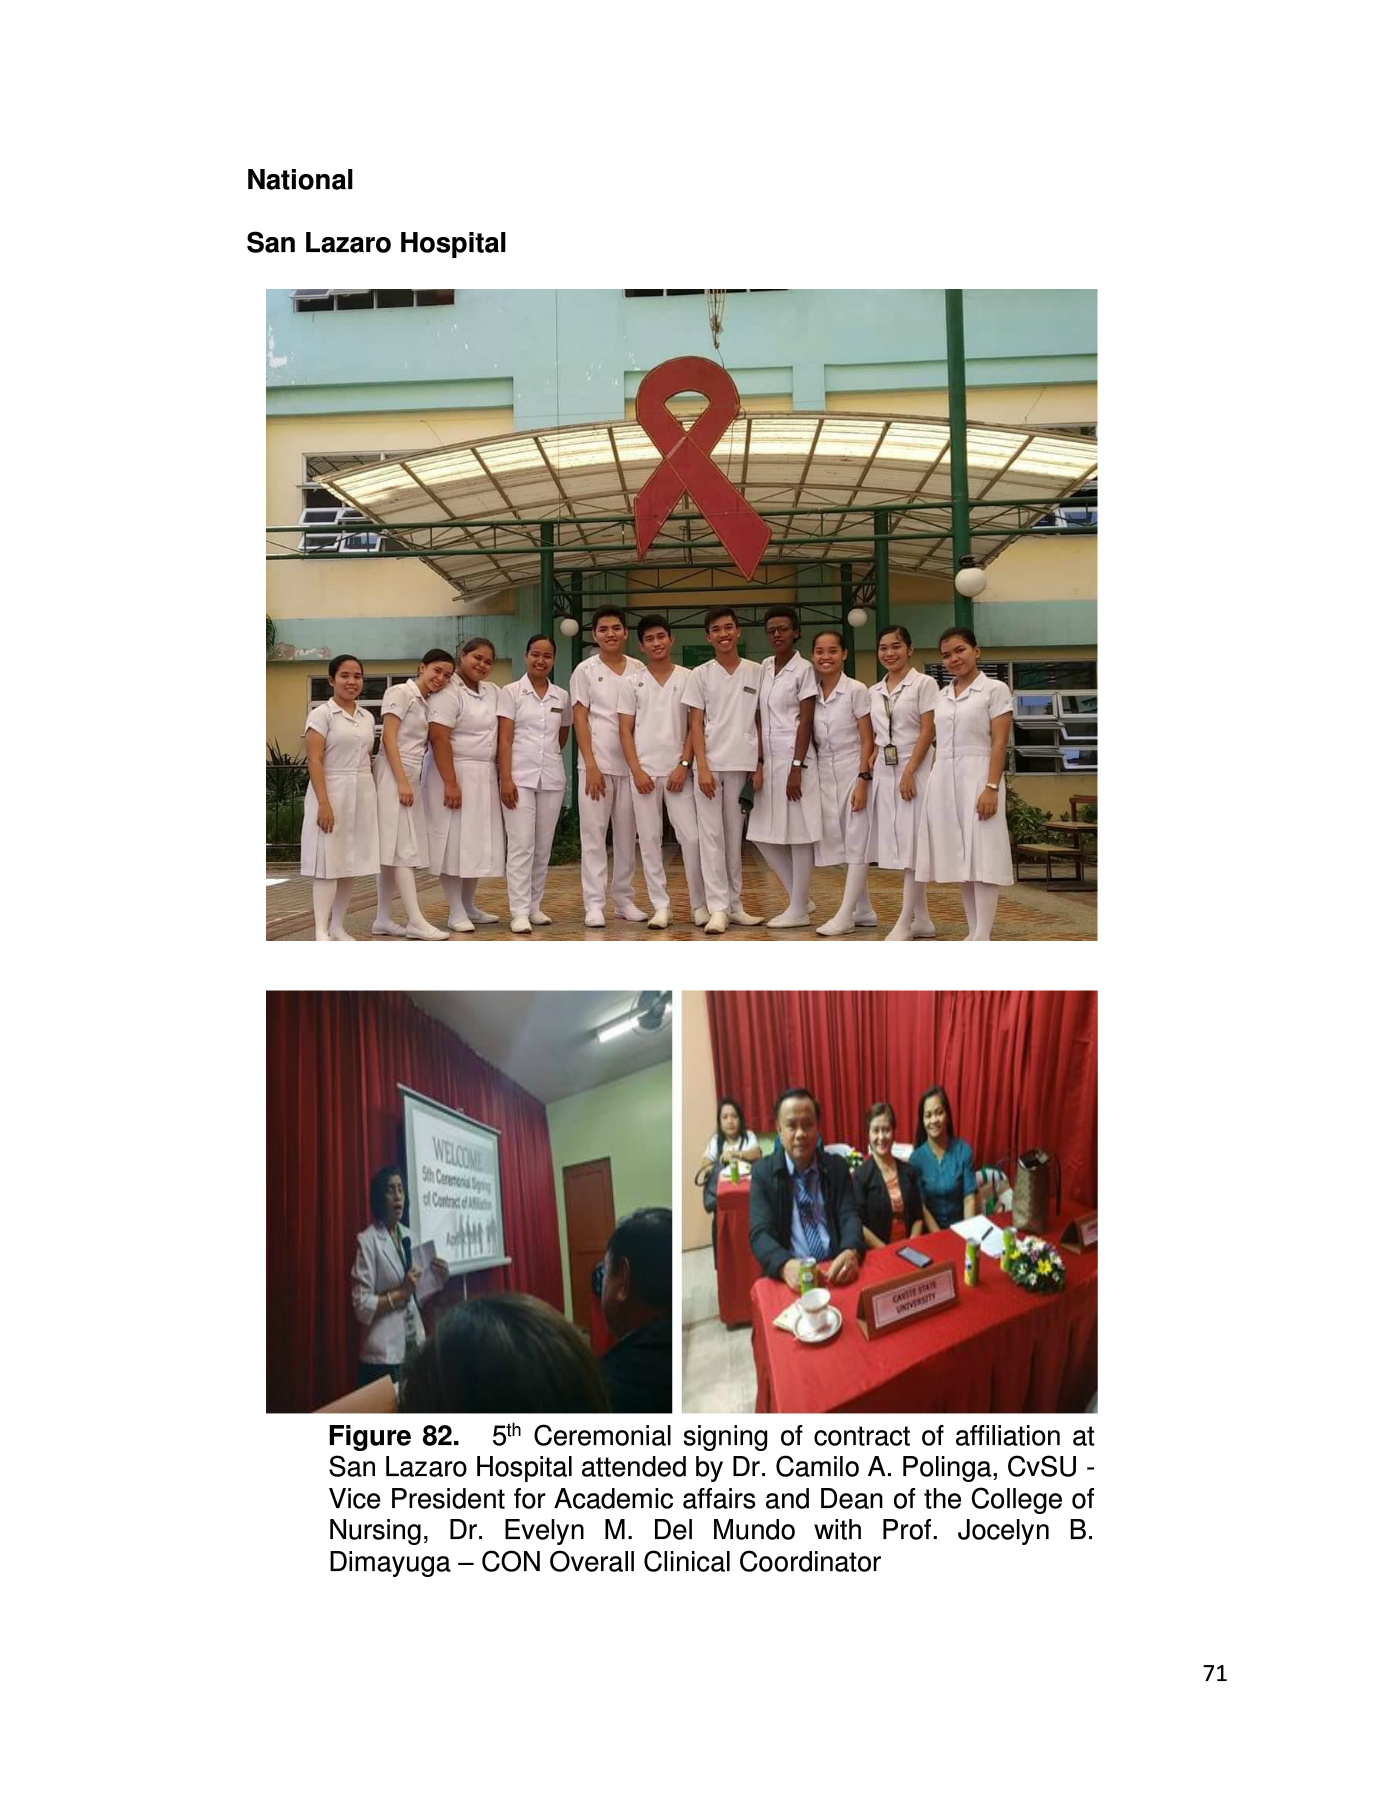 National
San Lazaro Hospital
WELCOME
5th Ceremonial Signing
of Contract of Affiliation
CAVITE STATE
UNIVERSITY
Figure 82. 5th Ceremonial signing of contract of affiliation at
San Lazaro Hospital attended by Dr. Camilo A. Polinga, CvSU -
Vice President for Academic affairs and Dean of the College of
Nursing, Dr. Evelyn M. Del Mundo with Prof. Jocelyn B.
Dimayuga – CON Overall Clinical Coordinator
71